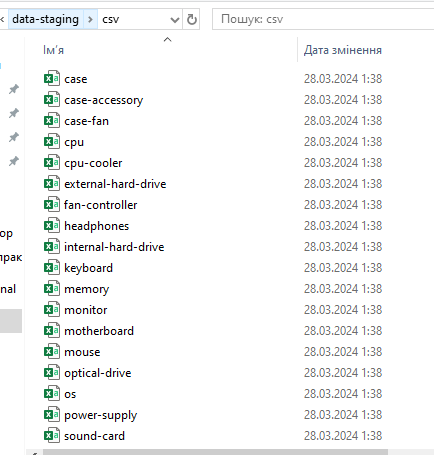 data-staging > csv
Пошук: csv
Ім'я
Дата змінення
case 28.03.2024 1:38
case-accessory 28.03.2024 1:38
case-fan 28.03.2024 1:38
cpu 28.03.2024 1:38
cpu-cooler 28.03.2024 1:38
external-hard-drive 28.03.2024 1:38
fan-controller 28.03.2024 1:38
ор headphones 28.03.2024 1:38
прак internal-hard-drive 28.03.2024 1:38
keyboard 28.03.2024 1:38
nal memory 28.03.2024 1:38
monitor 28.03.2024 1:38
motherboard 28.03.2024 1:38
mouse 28.03.2024 1:38
optical-drive 28.03.2024 1:38
os 28.03.2024 1:38
power-supply 28.03.2024 1:38
sound-card 28.03.2024 1:38